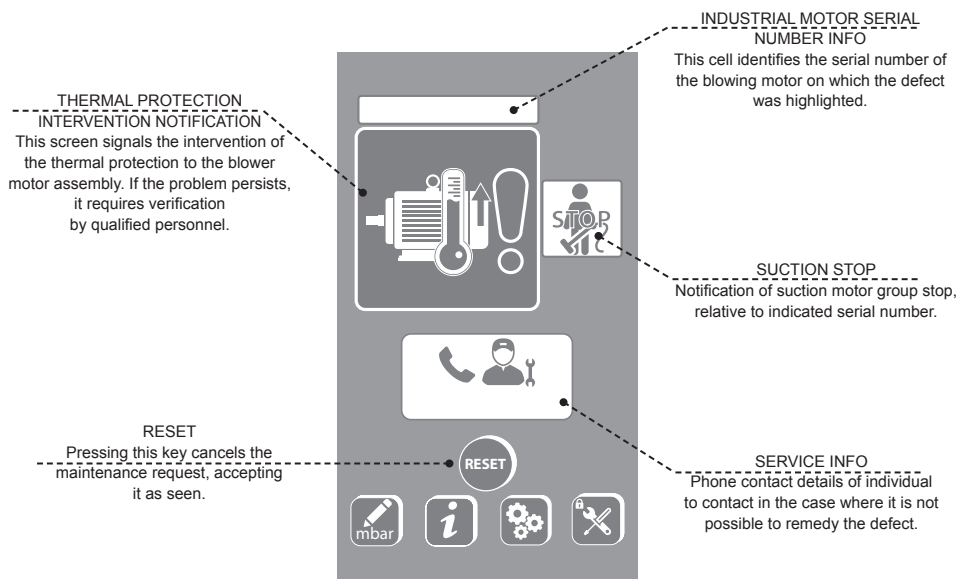 INDUSTRIAL MOTOR SERIAL
NUMBER INFO
This cell identifies the serial number of
the blowing motor on which the defect
was highlighted.
THERMAL PROTECTION
INTERVENTION NOTIFICATION
This screen signals the intervention of
the thermal protection to the blower
motor assembly. If the problem persists,
it requires verification
by qualified personnel.
STOP
SUCTION STOP
Notification of suction motor group stop,
relative to indicated serial number.
RESET
Pressing this key cancels the
maintenance request, accepting
it as seen.
RESET
SERVICE INFO
Phone contact details of individual
to contact in the case where it is not
possible to remedy the defect.
mbar
i